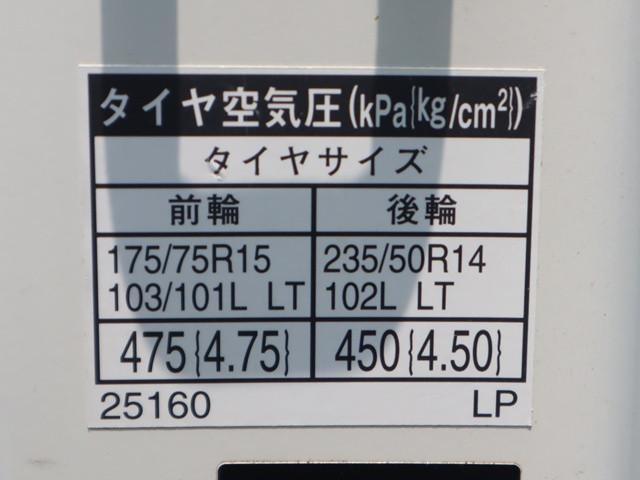 タイヤ空気圧(kPa{kg/cm²})
タイヤサイズ
前輪 後輪
175/75R15 235/50R14
103/101L LT 102L LT
475{4.75} 450{4.50}
25160 LP